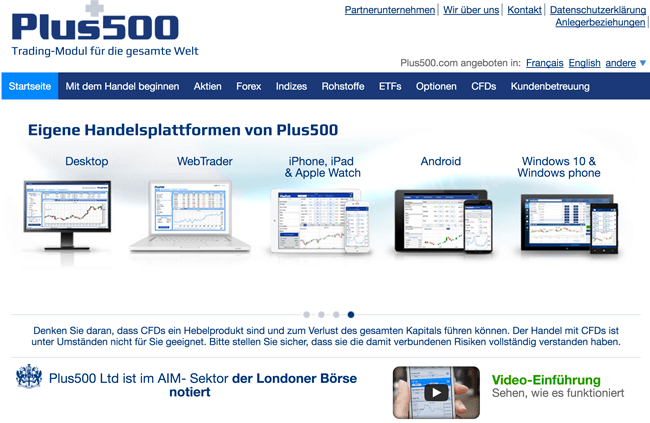 Plus500
Trading-Modul für die gesamte Welt
Partnerunternehmen | Wir über uns | Kontakt | Datenschutzerklärung
Anlegerbeziehungen |
Plus500.com angeboten in: Français English andere ▼
Startseite Mit dem Handel beginnen Aktien Forex Indizes Rohstoffe ETFs Optionen CFDs Kundenbetreuung
Eigene Handelsplattformen von Plus500
Desktop WebTrader iPhone, iPad Android Windows 10 &
& Apple Watch Windows phone
Denken Sie daran, dass CFDs ein Hebelprodukt sind und zum Verlust des gesamten Kapitals führen können. Der Handel mit CFDs ist
unter Umständen nicht für Sie geeignet. Bitte stellen Sie sicher, dass sie die damit verbundenen Risiken vollständig verstanden haben.
Plus500 Ltd ist im AIM- Sektor der Londoner Börse
notiert
Video-Einführung
Sehen, wie es funktioniert